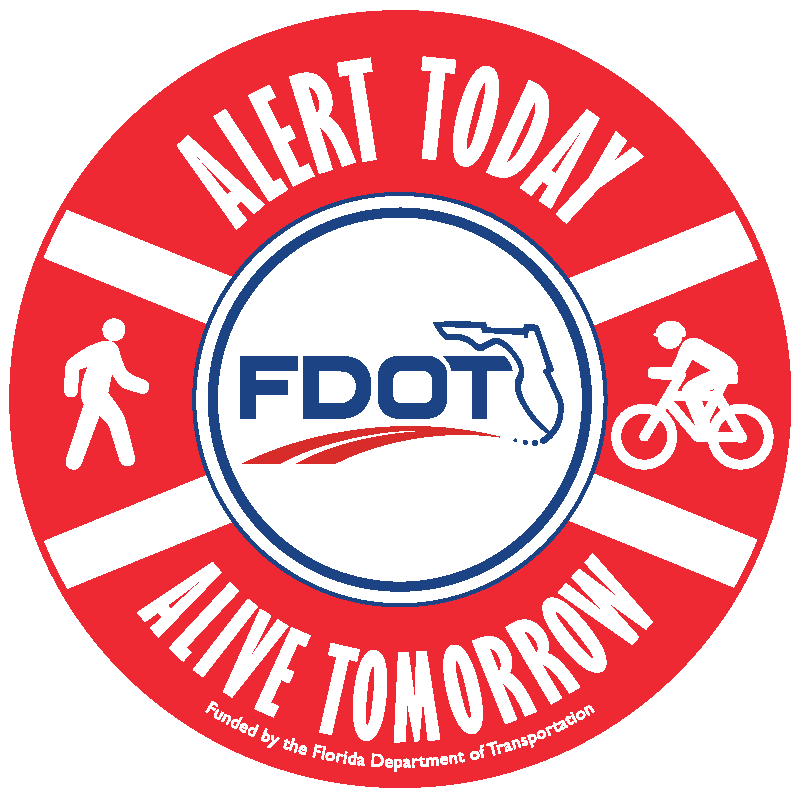 ALERT TODAY
FDOT
ALIVE TOMORROW
Funded by the Florida Department of Transportation